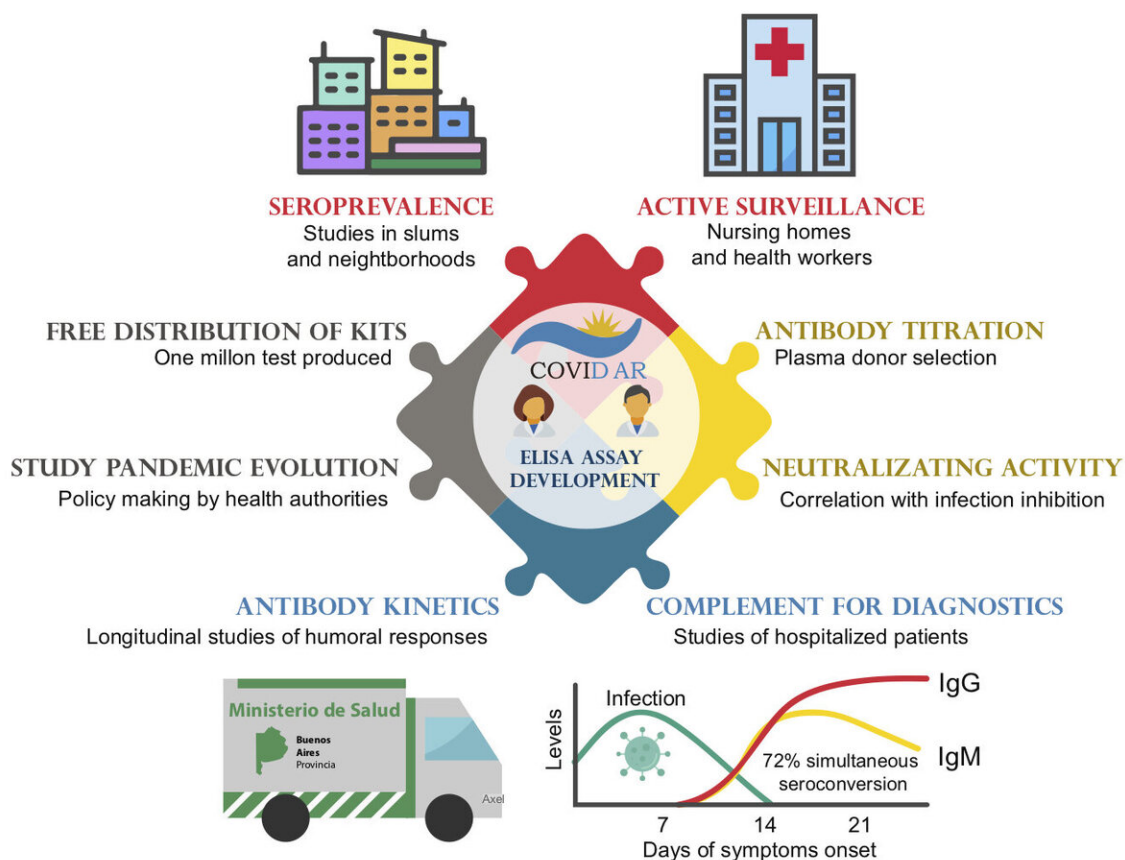 SEROPREVALENCE
Studies in slums
and neighborhoods
ACTIVE SURVEILLANCE
Nursing homes
and health workers
FREE DISTRIBUTION OF KITS
One millon test produced
ANTIBODY TITRATION
Plasma donor selection
COVIDAR
ELISA ASSAY
DEVELOPMENT
STUDY PANDEMIC EVOLUTION
Policy making by health authorities
NEUTRALIZATING ACTIVITY
Correlation with infection inhibition
ANTIBODY KINETICS
Longitudinal studies of humoral responses
COMPLEMENT FOR DIAGNOSTICS
Studies of hospitalized patients
Ministerio de Salud
Buenos
Aires
Provincia
Axel
Levels
Infection
IgG
IgM
72% simultaneous
seroconversion
7 14 21
Days of symptoms onset